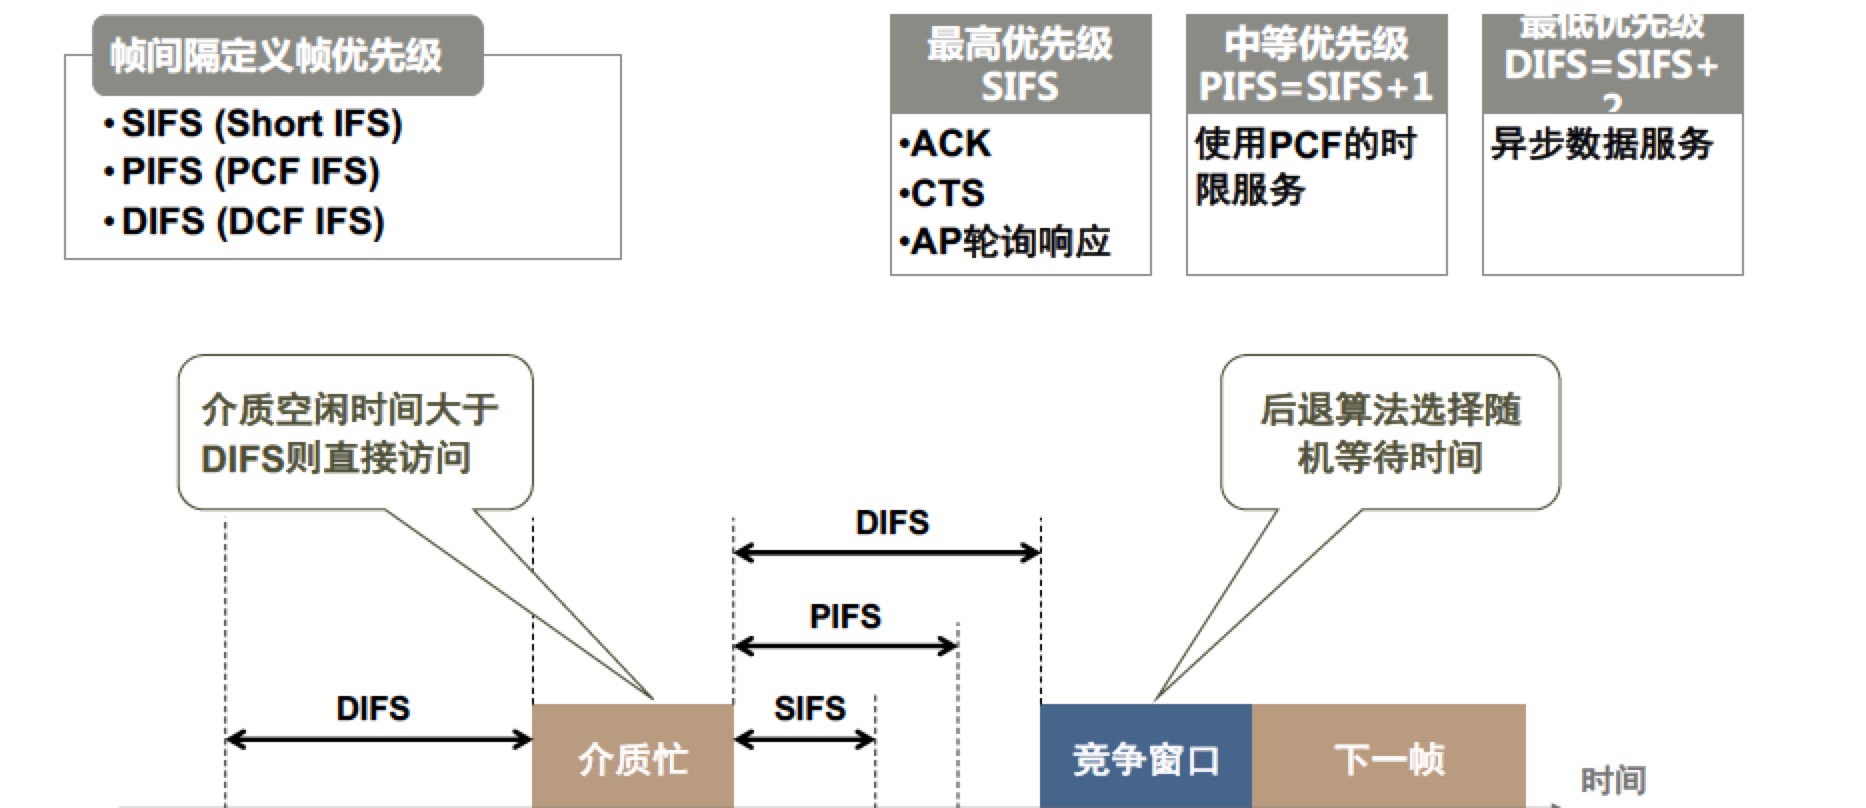 帧间隔定义帧优先级
•SIFS (Short IFS)
•PIFS (PCF IFS)
•DIFS (DCF IFS)
最高优先级
SIFS
•ACK
•CTS
•AP轮询响应
中等优先级
PIFS=SIFS+1
使用PCF的时
限服务
最低优先级
DIFS=SIFS+
2
异步数据服务
介质空闲时间大于
DIFS则直接访问
后退算法选择随
机等待时间
DIFS
PIFS
DIFS
SIFS
介质忙
竞争窗口
下一帧
时间